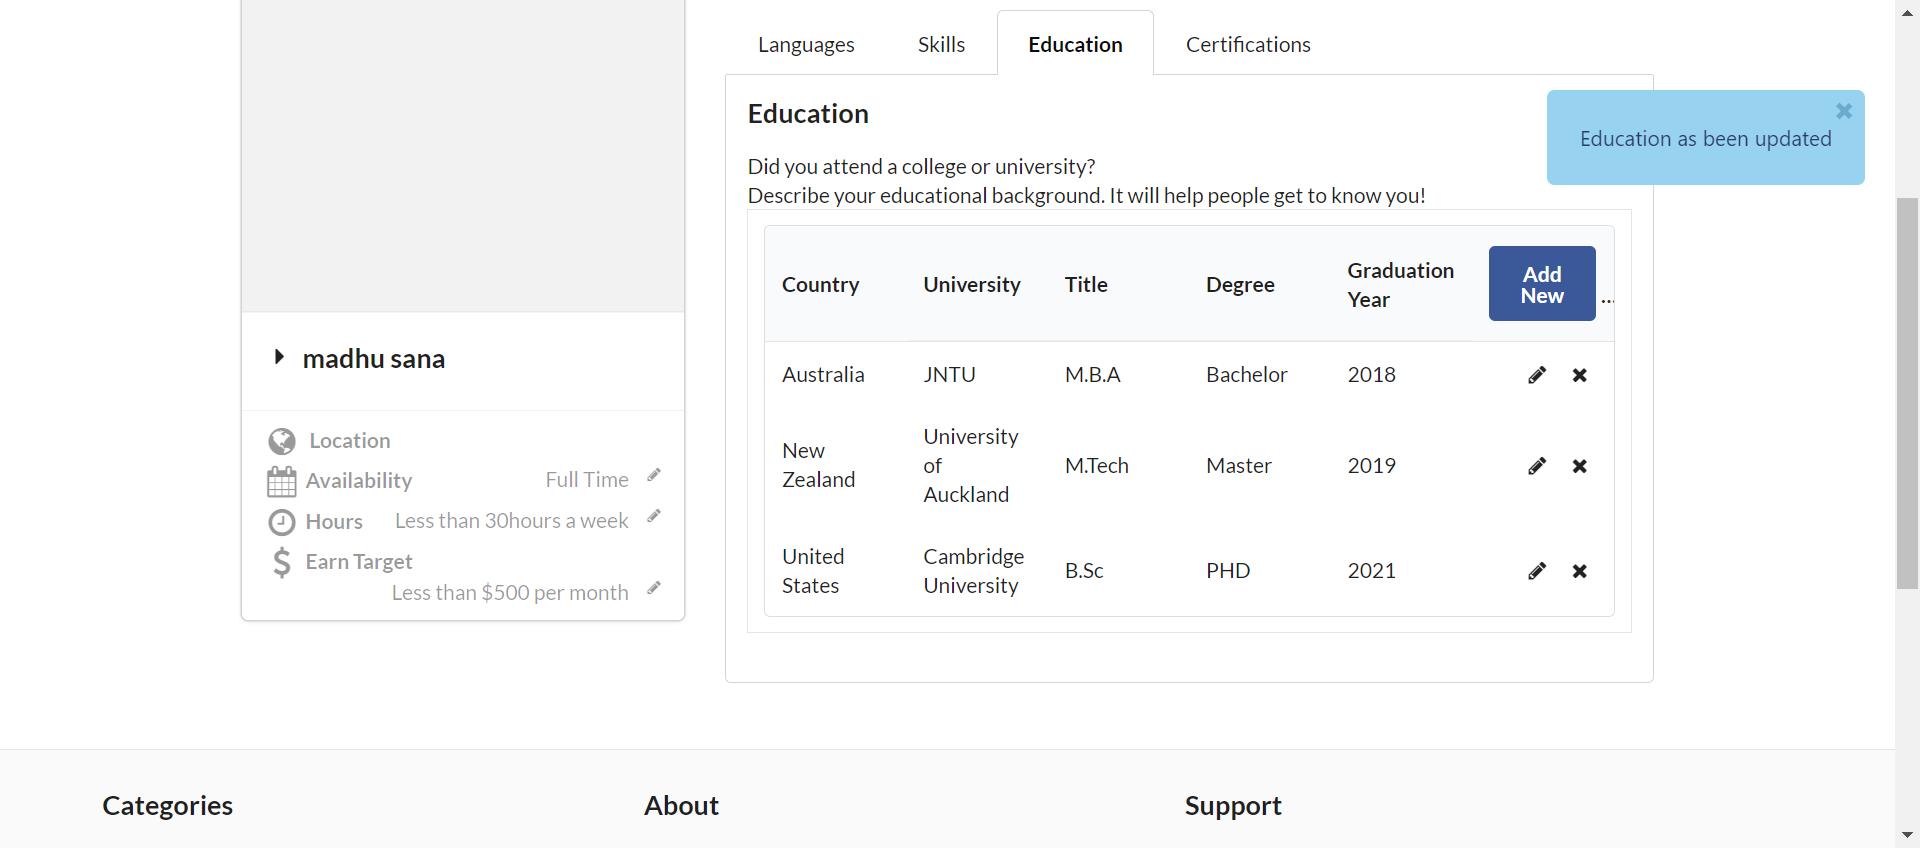 Languages
Skills
Education
Certifications
Education
Education as been updated
Did you attend a college or university?
Describe your educational background. It will help people get to know you!
Country
University
Title
Degree
Graduation
Year
Add
New
...
Australia
JNTU
M.B.A
Bachelor
2018
New
Zealand
University
of
Auckland
M.Tech
Master
2019
United
States
Cambridge
University
B.Sc
PHD
2021
madhu sana
Location
Availability
Full Time
Hours
Less than 30hours a week
Earn Target
Less than $500 per month
Categories
About
Support